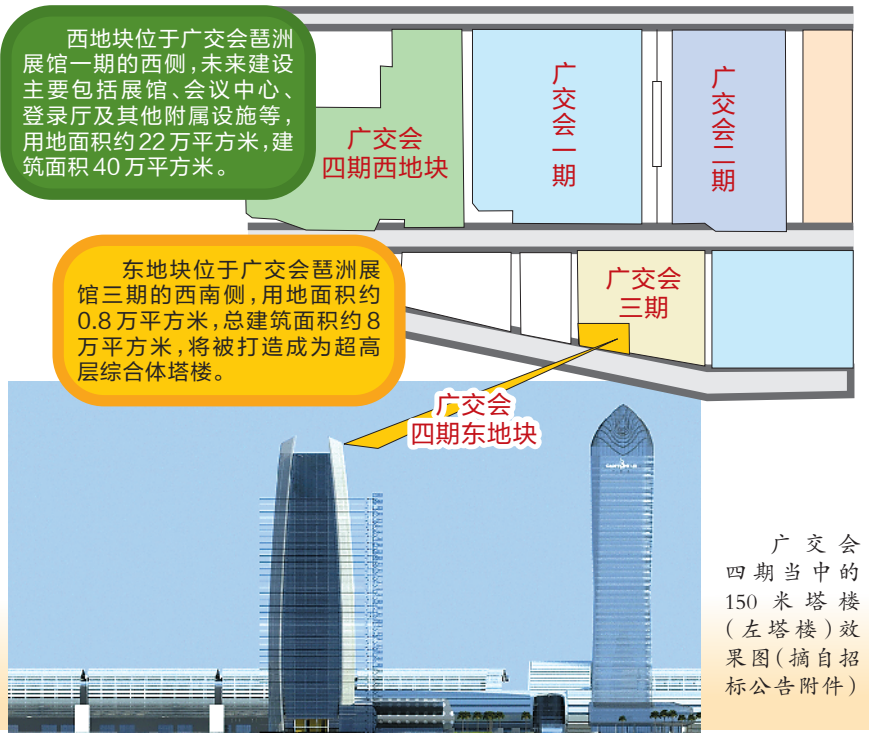 西地块位于广交会琶洲
展馆一期的西侧，未来建设
主要包括展馆、会议中心、
登录厅及其他附属设施等，
用地面积约22万平方米，建
筑面积40万平方米。
广交会
四期西地块
广交会一期
广交会二期
东地块位于广交会琶洲展
馆三期的西南侧，用地面积约
0.8万平方米，总建筑面积约8
万平方米，将被打造成为超高
层综合体塔楼。
广交会
三期
广交会
四期东地块
广交会
四期当中的
150米塔楼
（左塔楼）效
果图（摘自招
标公告附件）